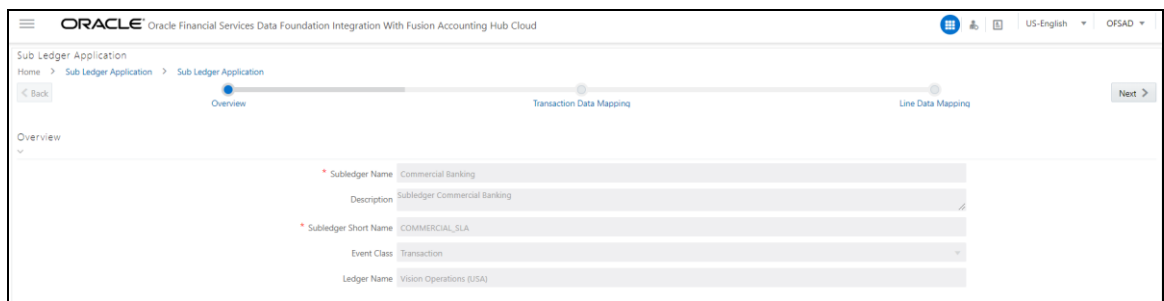 ORACLE® Oracle Financial Services Data Foundation Integration With Fusion Accounting Hub Cloud US-English OFSAD
Sub Ledger Application
Home > Sub Ledger Application > Sub Ledger Application
< Back Next >
Overview Transaction Data Mapping Line Data Mapping
Overview
* Subledger Name Commercial Banking
Description Subledger Commercial Banking
* Subledger Short Name COMMERCIAL_SLA
Event Class Transaction
Ledger Name Vision Operations (USA)